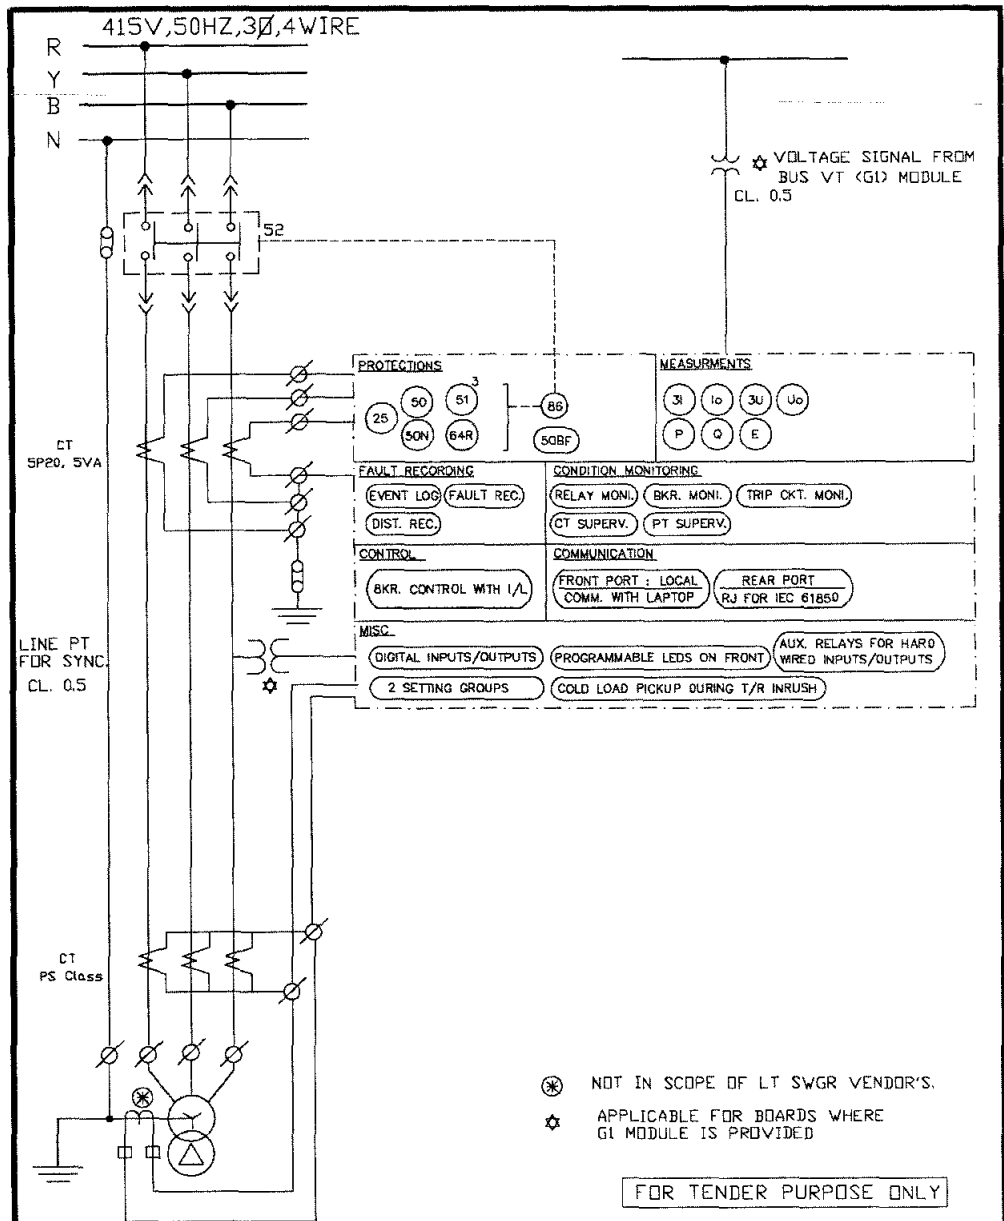 415V,50HZ,3Ø,4WIRE
R
Y
B
N
VOLTAGE SIGNAL FROM
BUS VT (G1) MODULE
CL. 0.5
52
PROTECTIONS
25
50
51
3
50N
64R
86
50BF
MEASURMENTS
3I
Io
3U
Uo
P
Q
E
CT
5P20, 5VA
FAULT RECORDING
EVENT LOG
FAULT REC.
DIST. REC.
CONDITION MONITORING
RELAY MONI.
BKR. MONI.
TRIP CKT. MONI.
CT SUPERV.
PT SUPERV.
CONTROL
BKR. CONTROL WITH I/L
COMMUNICATION
FRONT PORT : LOCAL
COMM. WITH LAPTOP
REAR PORT
RJ FOR IEC 61850
MISC.
DIGITAL INPUTS/OUTPUTS
PROGRAMMABLE LEDS ON FRONT
AUX. RELAYS FOR HARD
WIRED INPUTS/OUTPUTS
2 SETTING GROUPS
COLD LOAD PICKUP DURING T/R INRUSH
LINE PT
FOR SYNC.
CL. 0.5
CT
PS Class
NOT IN SCOPE OF LT SWGR VENDOR'S.
APPLICABLE FOR BOARDS WHERE
G1 MODULE IS PROVIDED
FOR TENDER PURPOSE ONLY